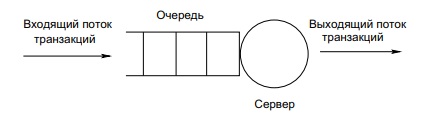 Входящий поток
транзакций
Очередь
Сервер
Выходящий поток
транзакций